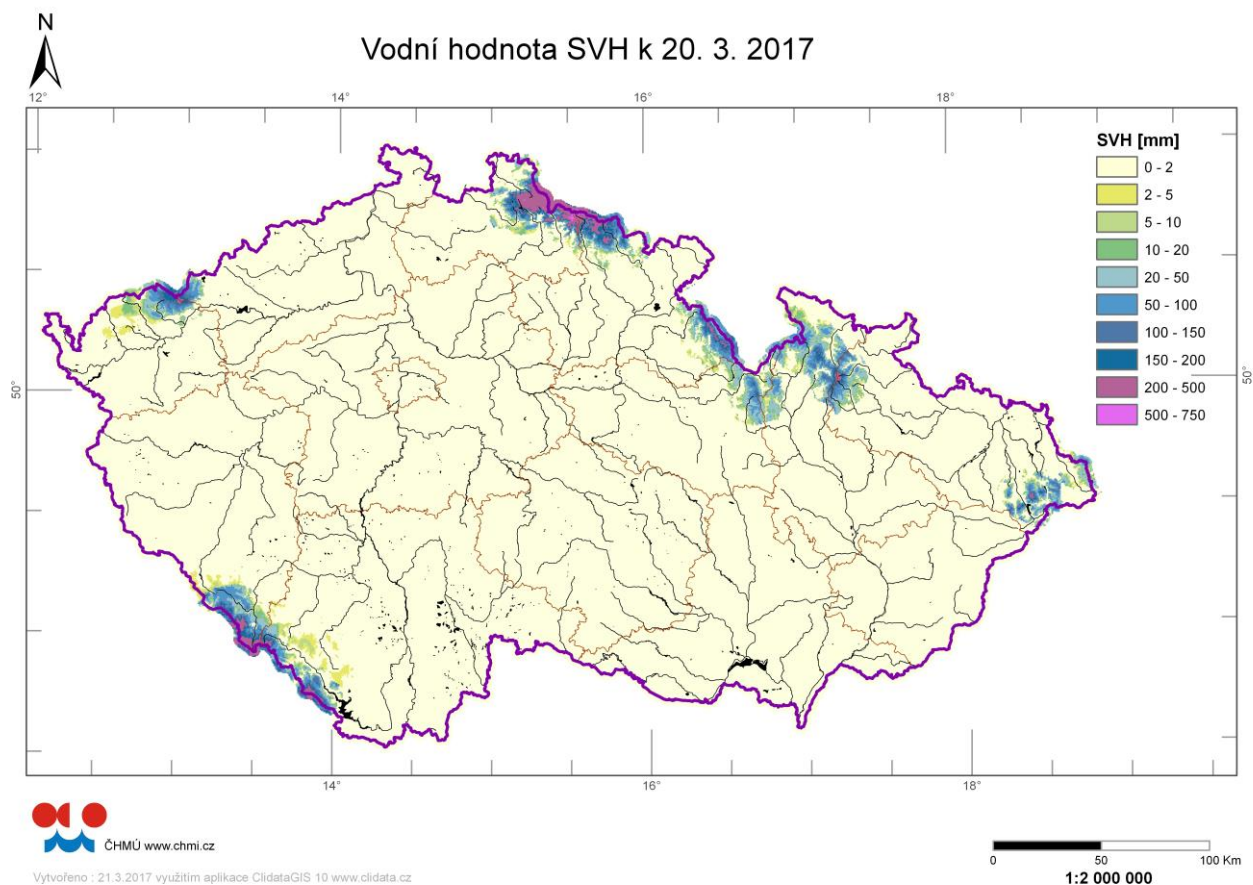 N
Vodní hodnota SVH k 20. 3. 2017
12°
14°
16°
18°
SVH [mm]
0 - 2
2 - 5
5 - 10
10 - 20
20 - 50
50 - 100
100 - 150
150 - 200
200 - 500
500 - 750
50°
50°
14°
16°
18°
ČHMÚ www.chmi.cz
0 50 100 Km
1:2 000 000
Vytvořeno : 21.3.2017 využitím aplikace ClidataGIS 10 www.clidata.cz